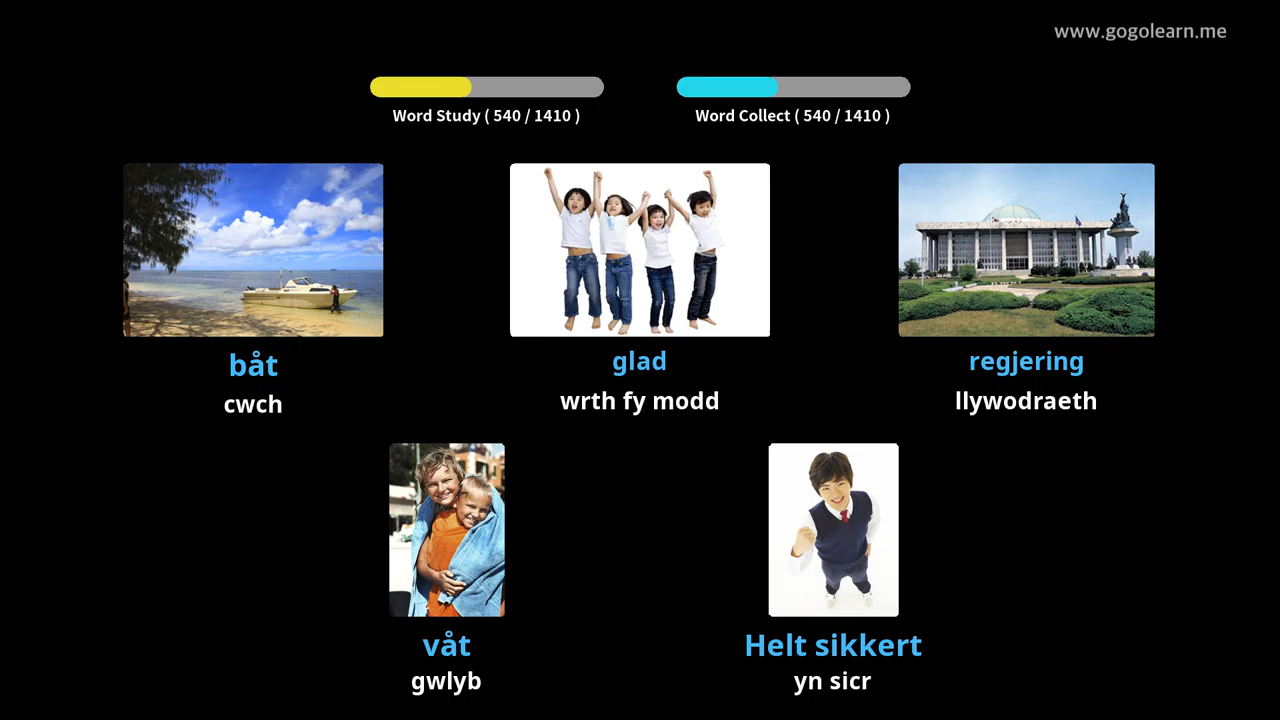 www.gogolearn.me
Word Study ( 540 / 1410 )
Word Collect ( 540 / 1410 )
båt
cwch
glad
wrth fy modd
regjering
llywodraeth
våt
gwlyb
Helt sikkert
yn sicr